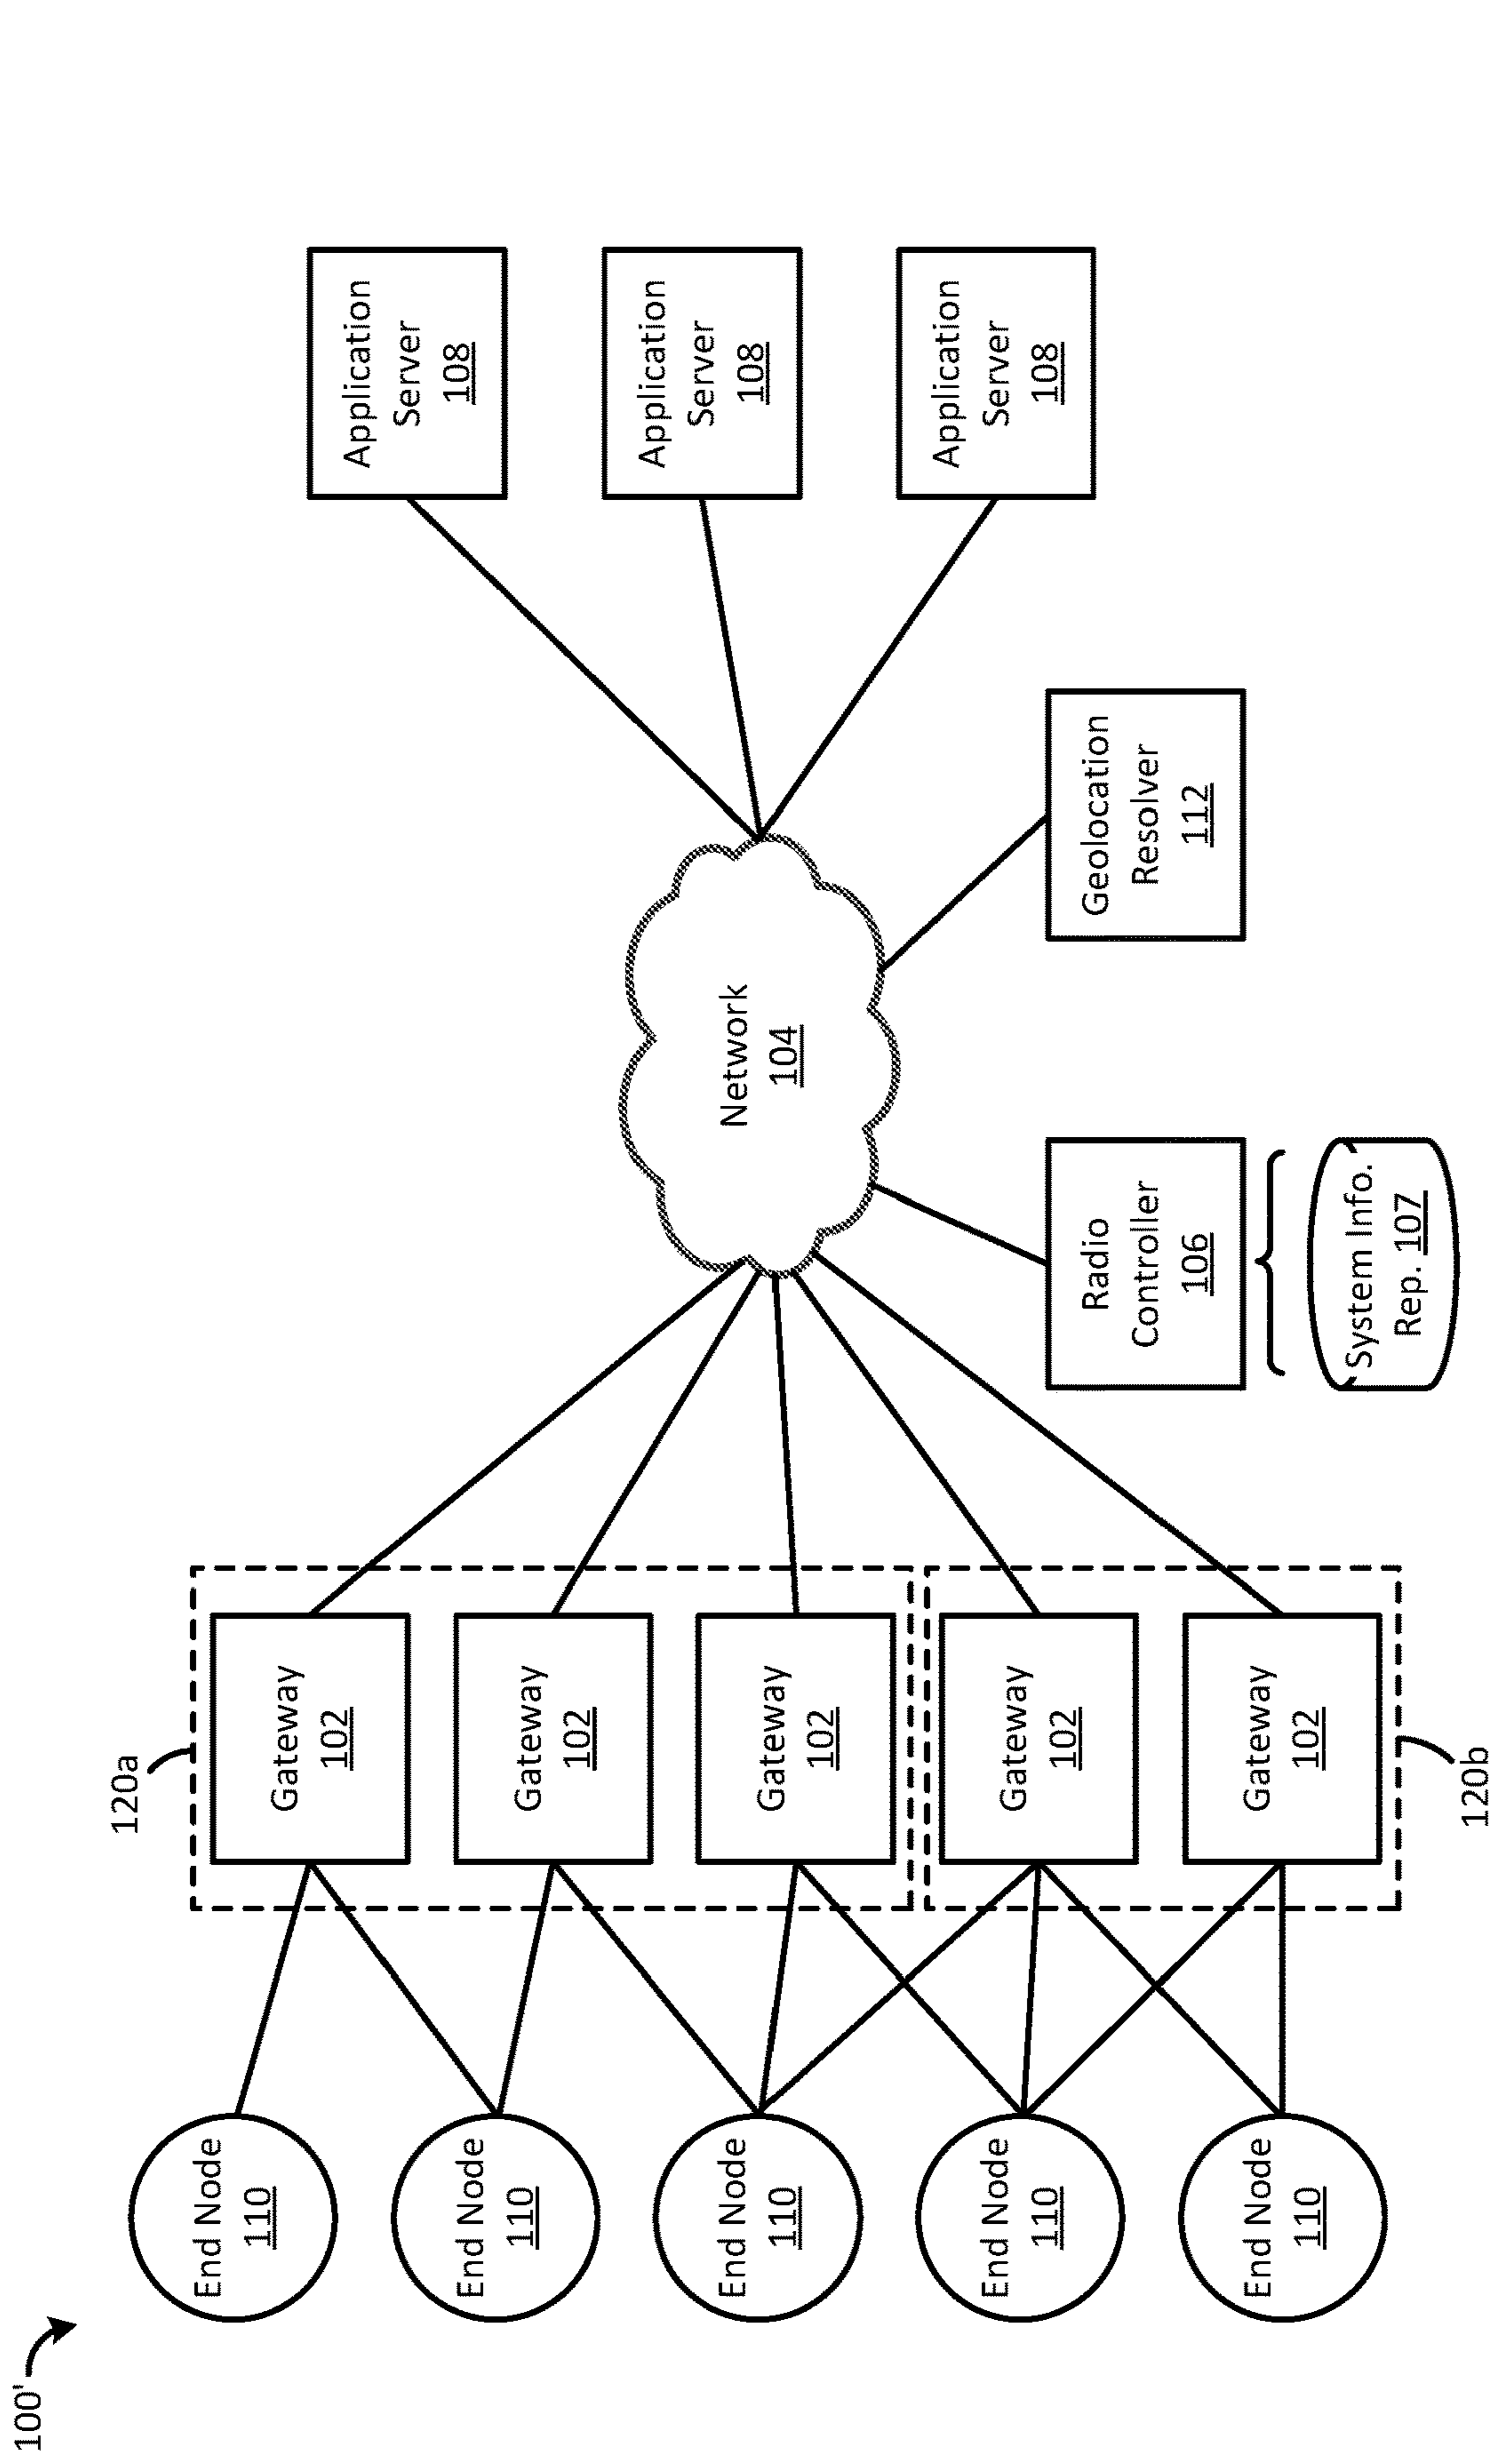 100'
End Node
110
End Node
110
End Node
110
End Node
110
End Node
110
120a
Gateway
102
Gateway
102
Gateway
102
Gateway
102
Gateway
102
120b
Network
104
Radio
Controller
106
System Info.
Rep. 107
Geolocation
Resolver
112
Application
Server
108
Application
Server
108
Application
Server
108